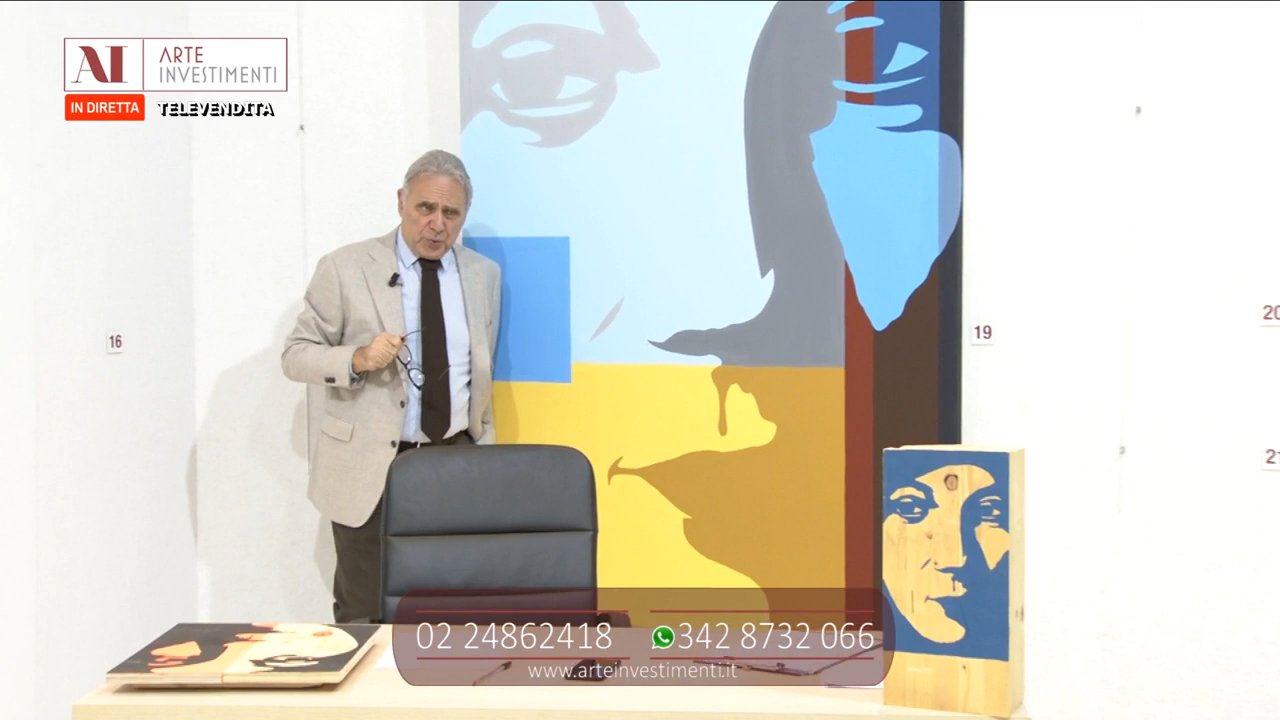 AI ARTE
INVESTIMENTI
IN DIRETTA TELEVENDITA
16
19
20
21
02 24862418 342 8732 066
www.arteinvestimenti.it